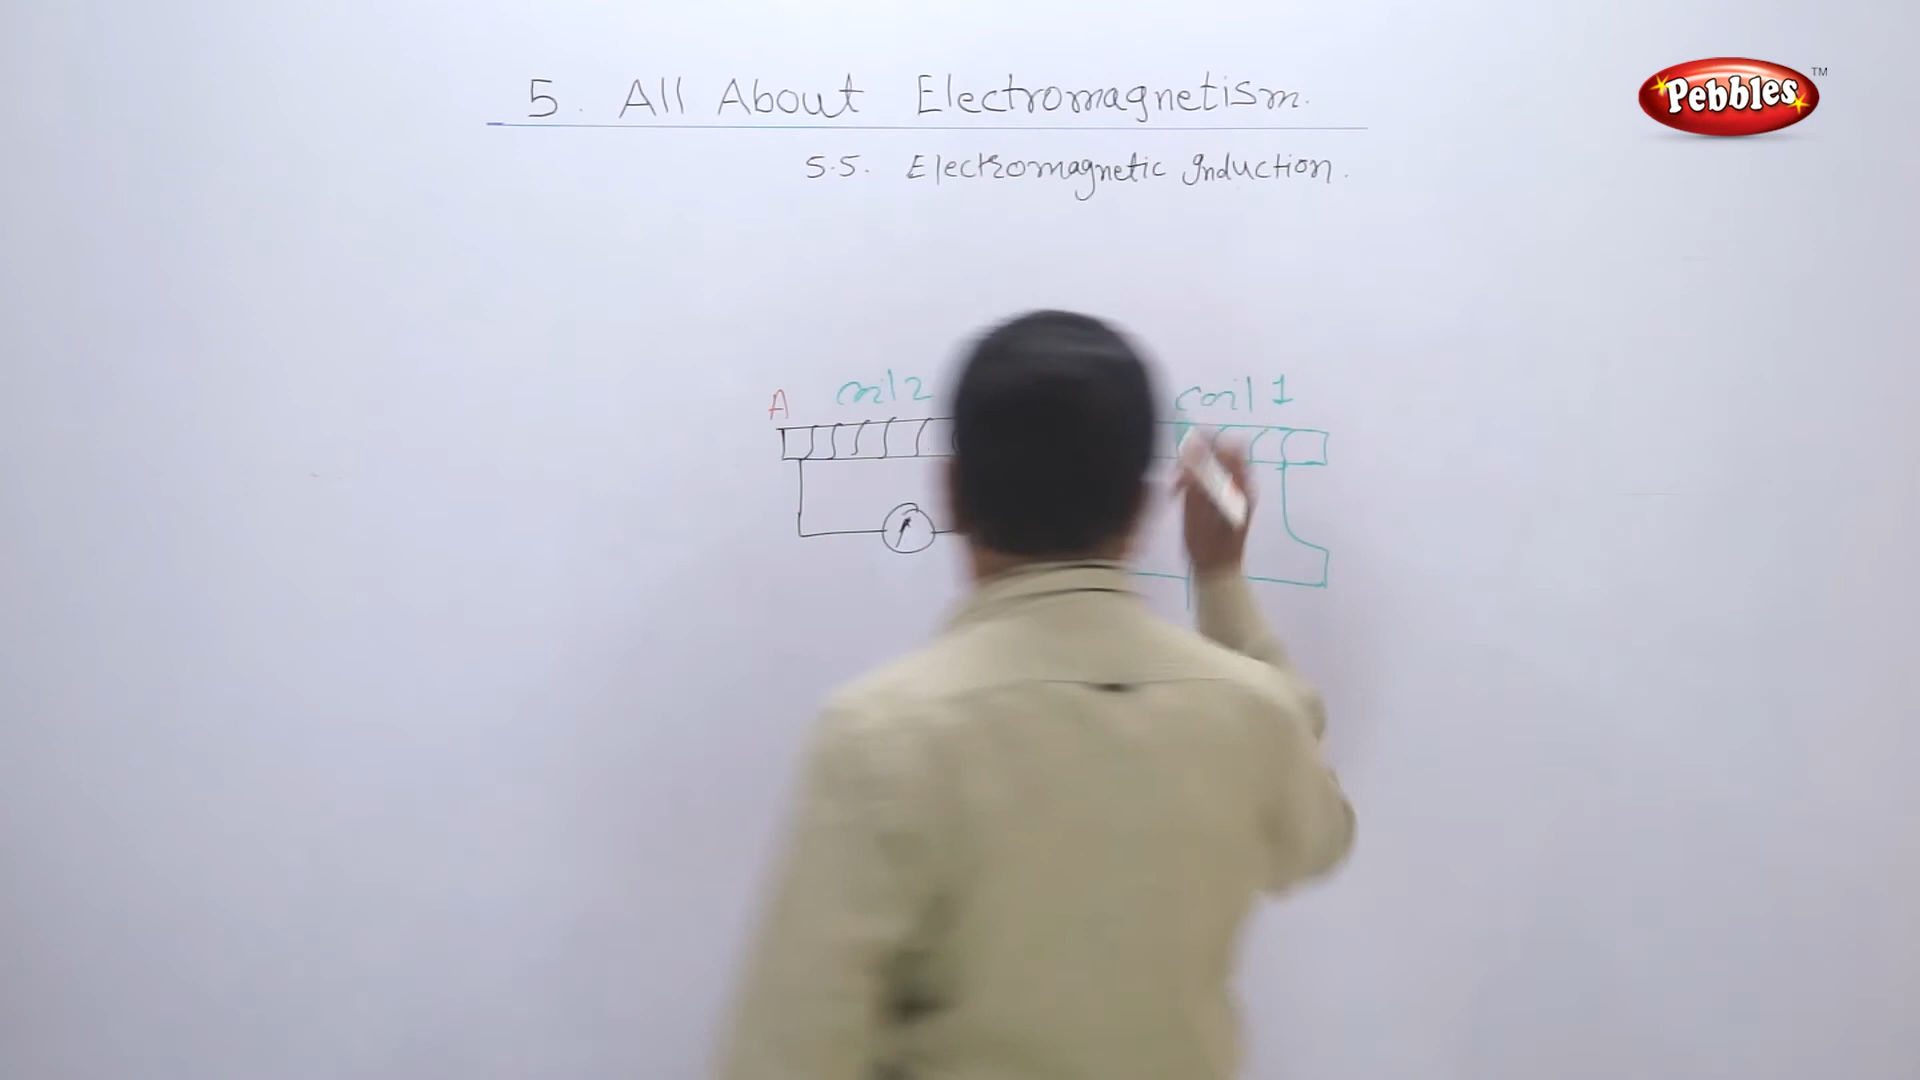 5. All About Electromagnetism.
5.5. Electromagnetic Induction.
Pebbles TM
A coil 2 coil 1